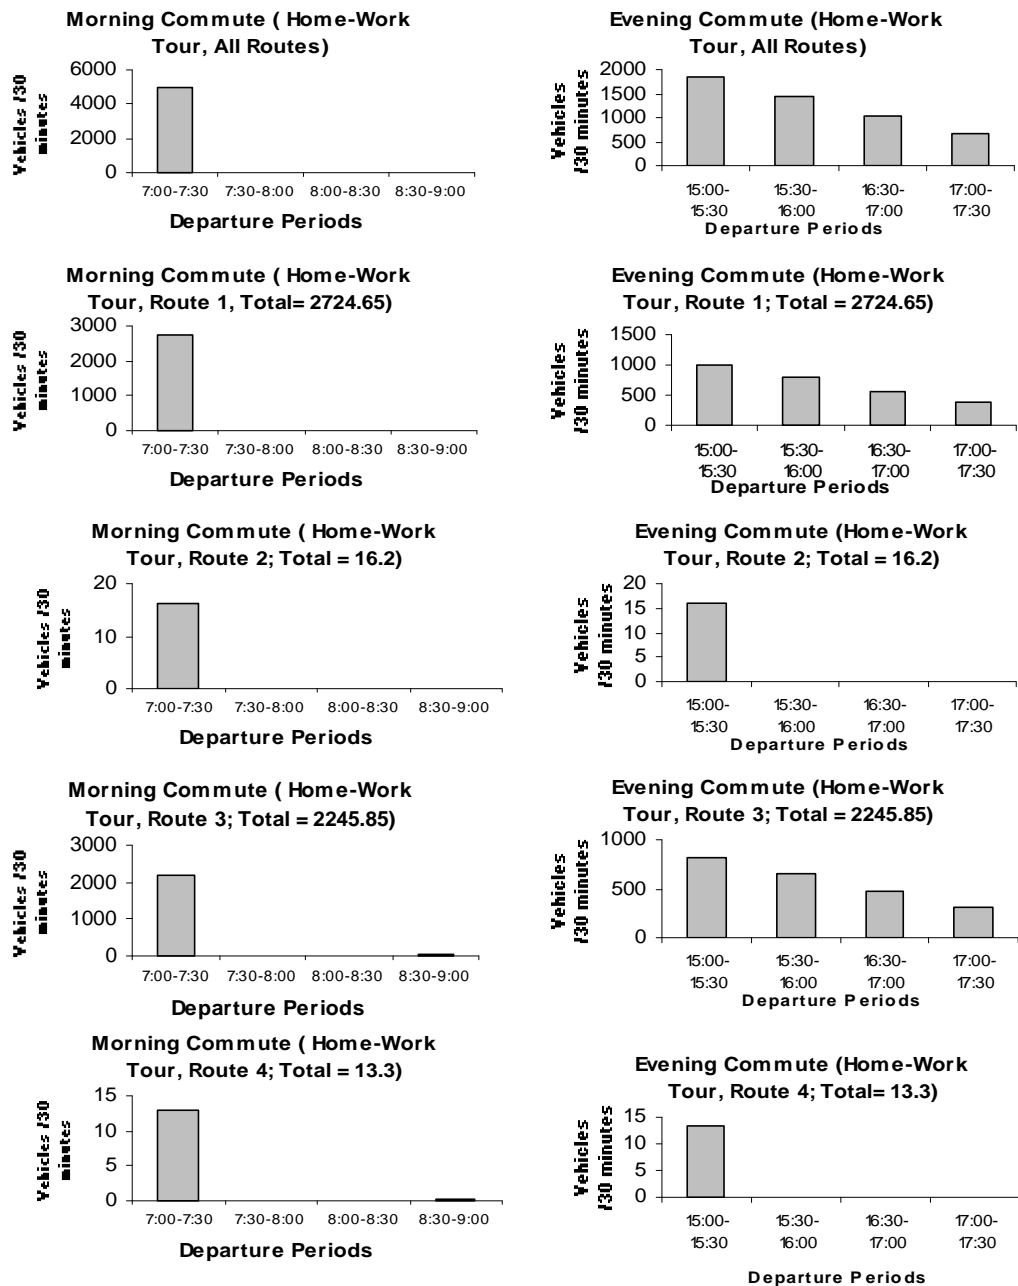 Morning Commute ( Home-Work
Tour, All Routes)
Vehicles /30
minutes
6000
4000
2000
0
7:00-7:30 7:30-8:00 8:00-8:30 8:30-9:00
Departure Periods
Evening Commute (Home-Work
Tour, All Routes)
Vehicles
/30 minutes
2000
1500
1000
500
0
15:00- 15:30- 16:30- 17:00-
15:30 16:00 17:00 17:30
Departure Periods
Morning Commute ( Home-Work
Tour, Route 1, Total= 2724.65)
Vehicles /30
minutes
3000
2000
1000
0
7:00-7:30 7:30-8:00 8:00-8:30 8:30-9:00
Departure Periods
Evening Commute (Home-Work
Tour, Route 1; Total = 2724.65)
Vehicles
/30 minutes
1500
1000
500
0
15:00- 15:30- 16:30- 17:00-
15:30 16:00 17:00 17:30
Departure Periods
Morning Commute ( Home-Work
Tour, Route 2; Total = 16.2)
Vehicles /30
minutes
20
15
10
5
0
7:00-7:30 7:30-8:00 8:00-8:30 8:30-9:00
Departure Periods
Evening Commute (Home-Work
Tour, Route 2; Total = 16.2)
Vehicles
/30 minutes
20
15
10
5
0
15:00- 15:30- 16:30- 17:00-
15:30 16:00 17:00 17:30
Departure Periods
Morning Commute ( Home-Work
Tour, Route 3; Total = 2245.85)
Vehicles /30
minutes
3000
2000
1000
0
7:00-7:30 7:30-8:00 8:00-8:30 8:30-9:00
Departure Periods
Evening Commute (Home-Work
Tour, Route 3; Total = 2245.85)
Vehicles
/30 minutes
1000
500
0
15:00- 15:30- 16:30- 17:00-
15:30 16:00 17:00 17:30
Departure Periods
Morning Commute ( Home-Work
Tour, Route 4; Total = 13.3)
Vehicles /30
minutes
15
10
5
0
7:00-7:30 7:30-8:00 8:00-8:30 8:30-9:00
Departure Periods
Evening Commute (Home-Work
Tour, Route 4; Total= 13.3)
Vehicles
/30 minutes
15
10
5
0
15:00- 15:30- 16:30- 17:00-
15:30 16:00 17:00 17:30
Departure Periods